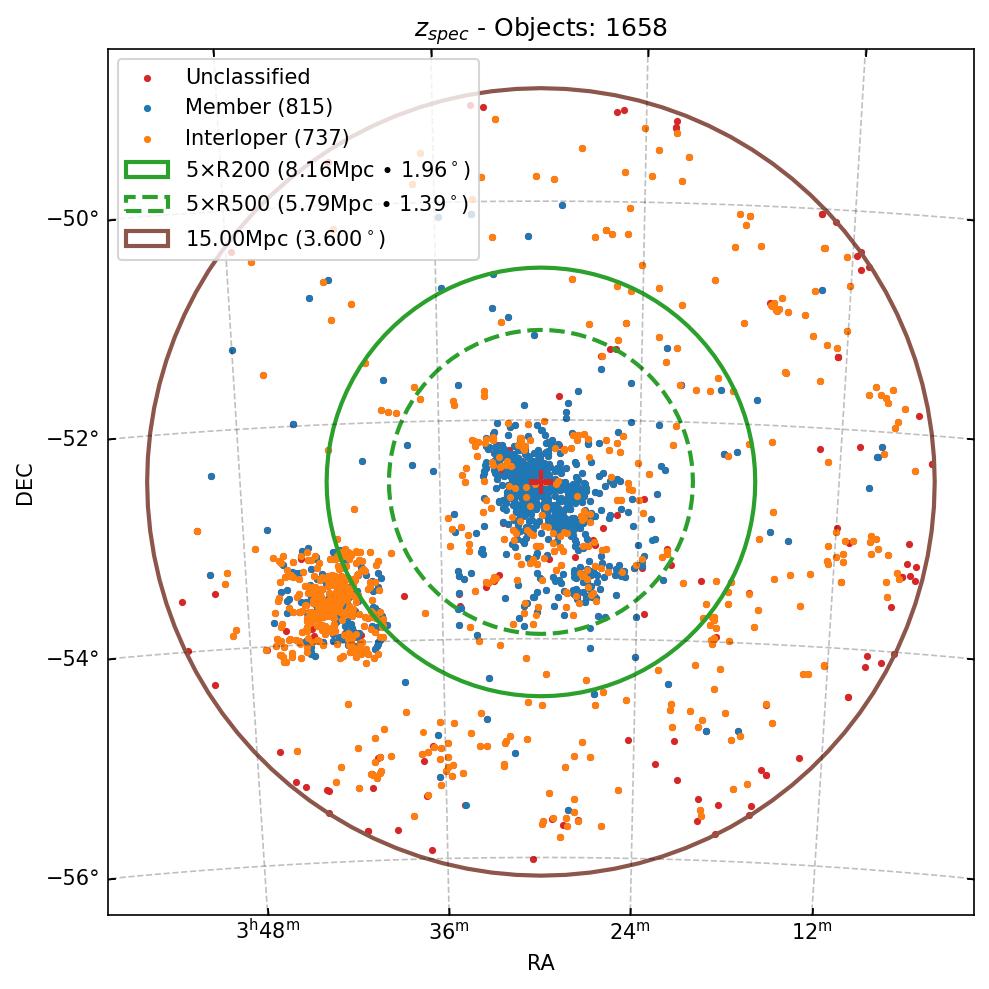 z_spec - Objects: 1658
Unclassified
Member (815)
Interloper (737)
5×R200 (8.16Mpc • 1.96°)
5×R500 (5.79Mpc • 1.39°)
15.00Mpc (3.600°)
−50°
−52°
DEC
−54°
−56°
3ʰ48ᵐ 36ᵐ 24ᵐ 12ᵐ
RA